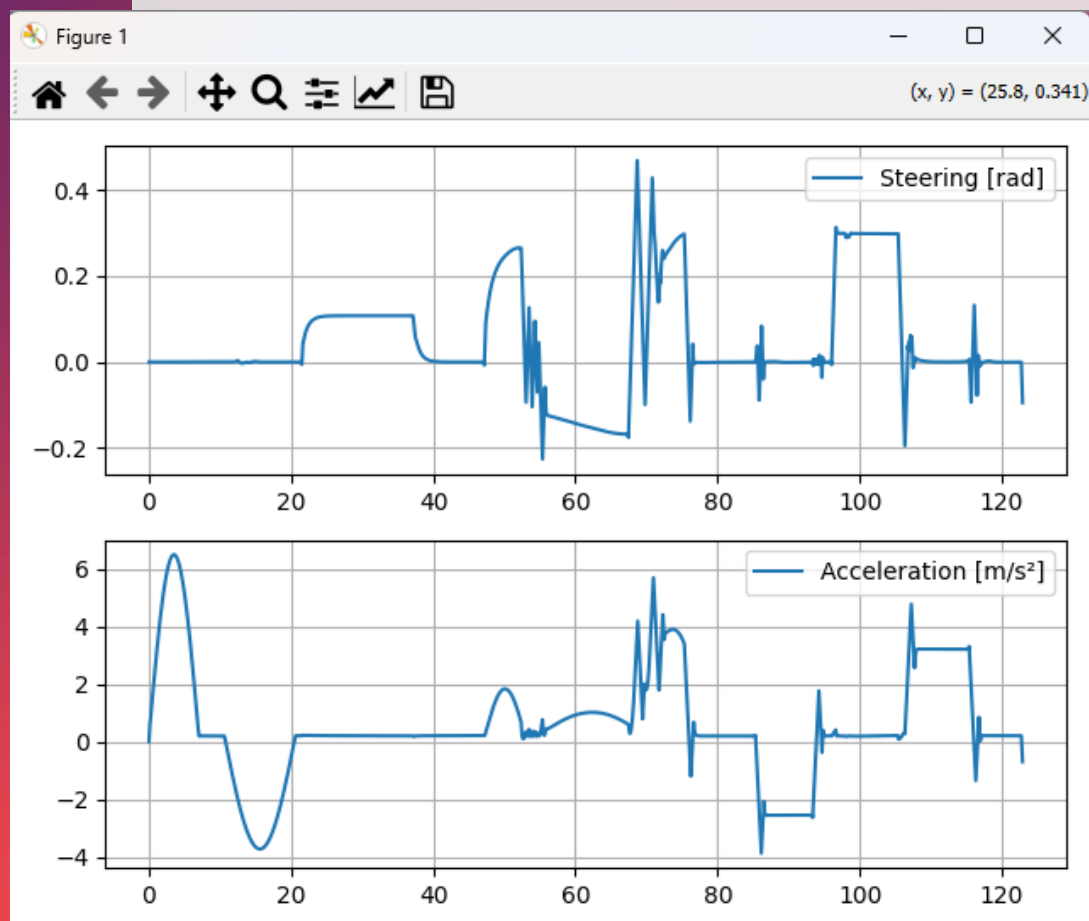 Figure 1
(x, y) = (25.8, 0.341)
Steering [rad]
0.4
0.2
0.0
−0.2
0 20 40 60 80 100 120
Acceleration [m/s²]
6
4
2
0
−2
−4
0 20 40 60 80 100 120